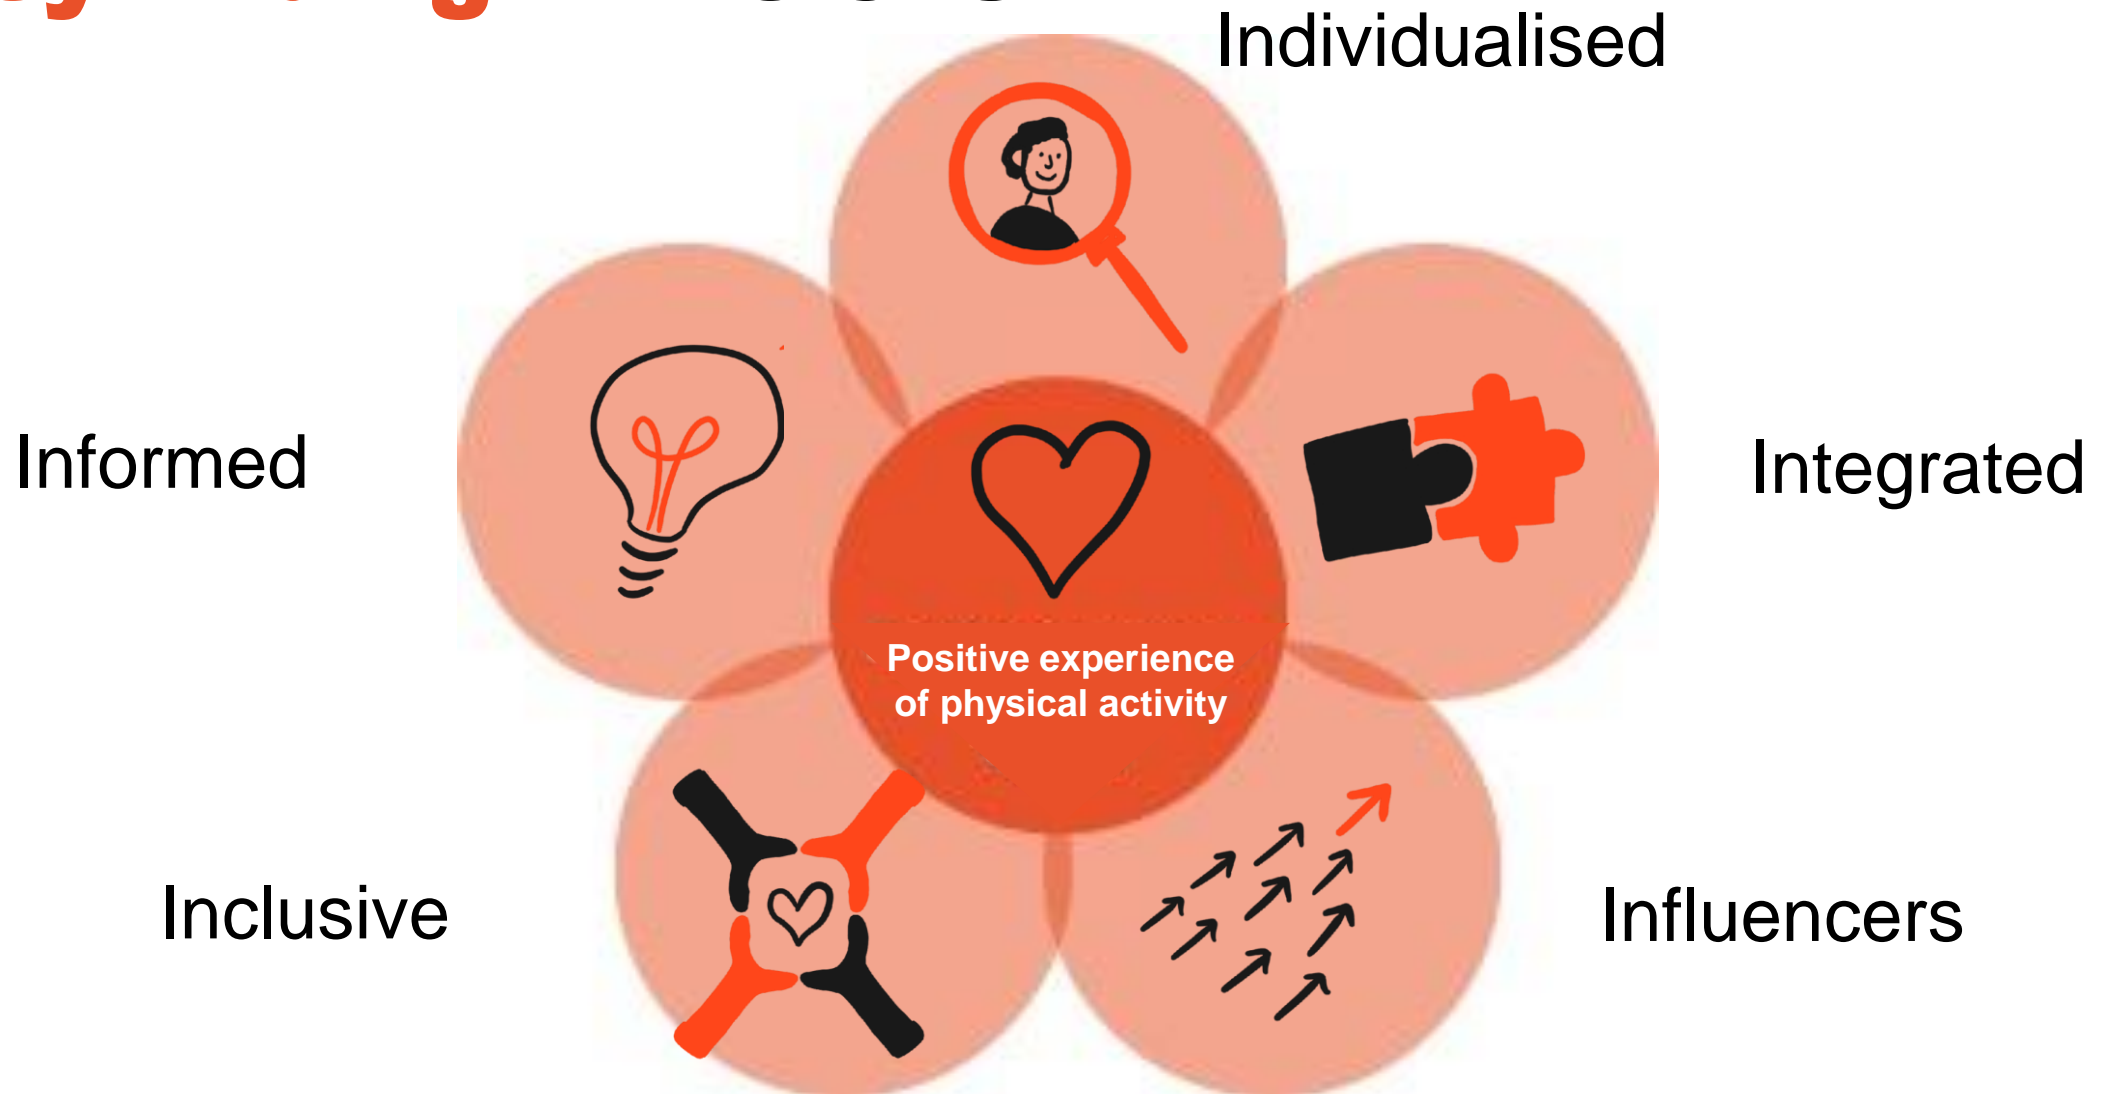 Individualised
Informed
Integrated
Positive experience
of physical activity
Inclusive
Influencers